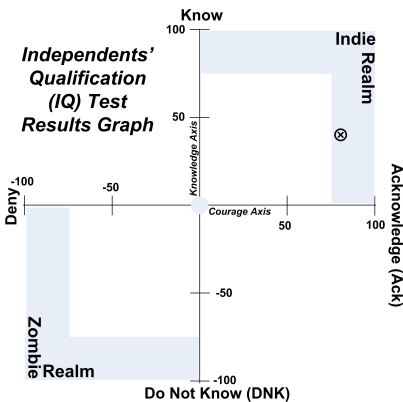 Know
100
Indie
Realm
Independents’
Qualification
(IQ) Test
Results Graph
50
Knowledge Axis
Deny
-100
-50
Courage Axis
50
100
Acknowledge (Ack)
-50
Zombie
Realm
-100
Do Not Know (DNK)